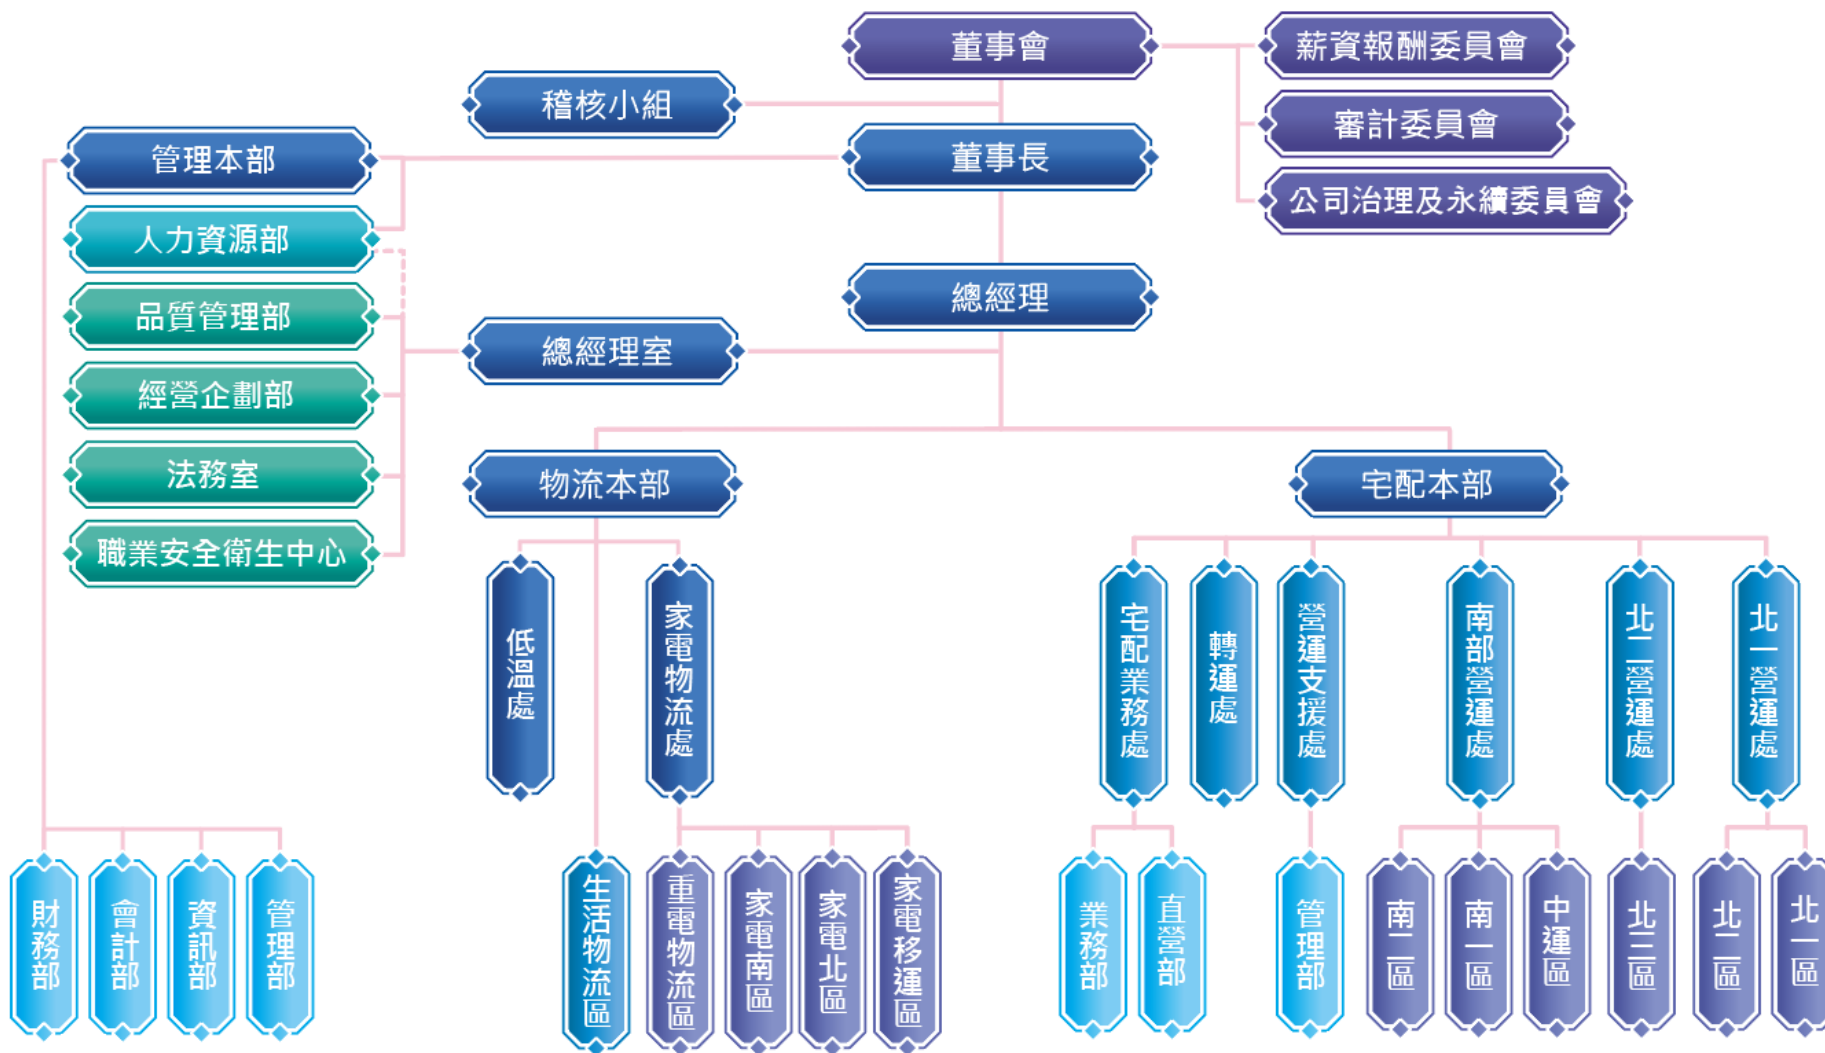 董事會
薪資報酬委員會
審計委員會
公司治理及永續委員會
稽核小組
董事長
管理本部
人力資源部
品質管理部
經營企劃部
法務室
職業安全衛生中心
總經理
總經理室
物流本部
宅配本部
低溫處
家電物流處
宅配業務處
轉運處
營運支援處
南部營運處
北二營運處
北一營運處
財務部
會計部
資訊部
管理部
生活物流區
重電物流區
家電南區
家電北區
家電移運區
業務部
直營部
管理部
南二區
南一區
中運區
北三區
北二區
北一區